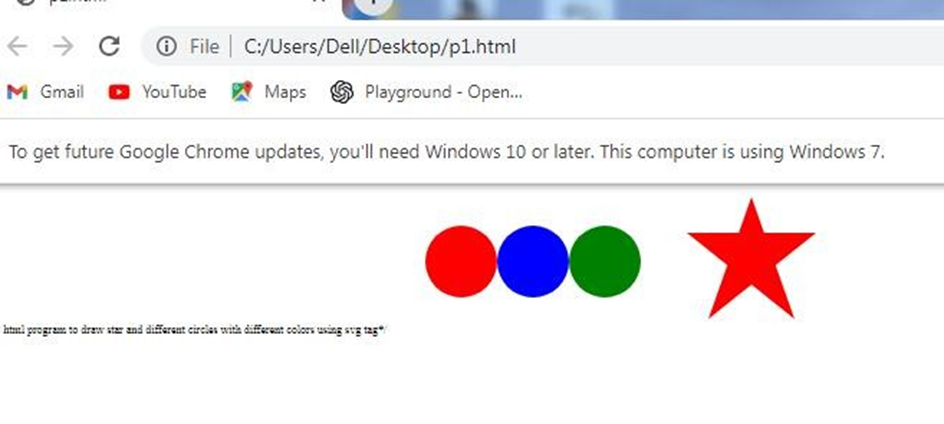 File C:/Users/Dell/Desktop/p1.html
Gmail YouTube Maps Playground - Open...
To get future Google Chrome updates, you'll need Windows 10 or later. This computer is using Windows 7.
html program to draw star and different circles with different colors using svg tag*/